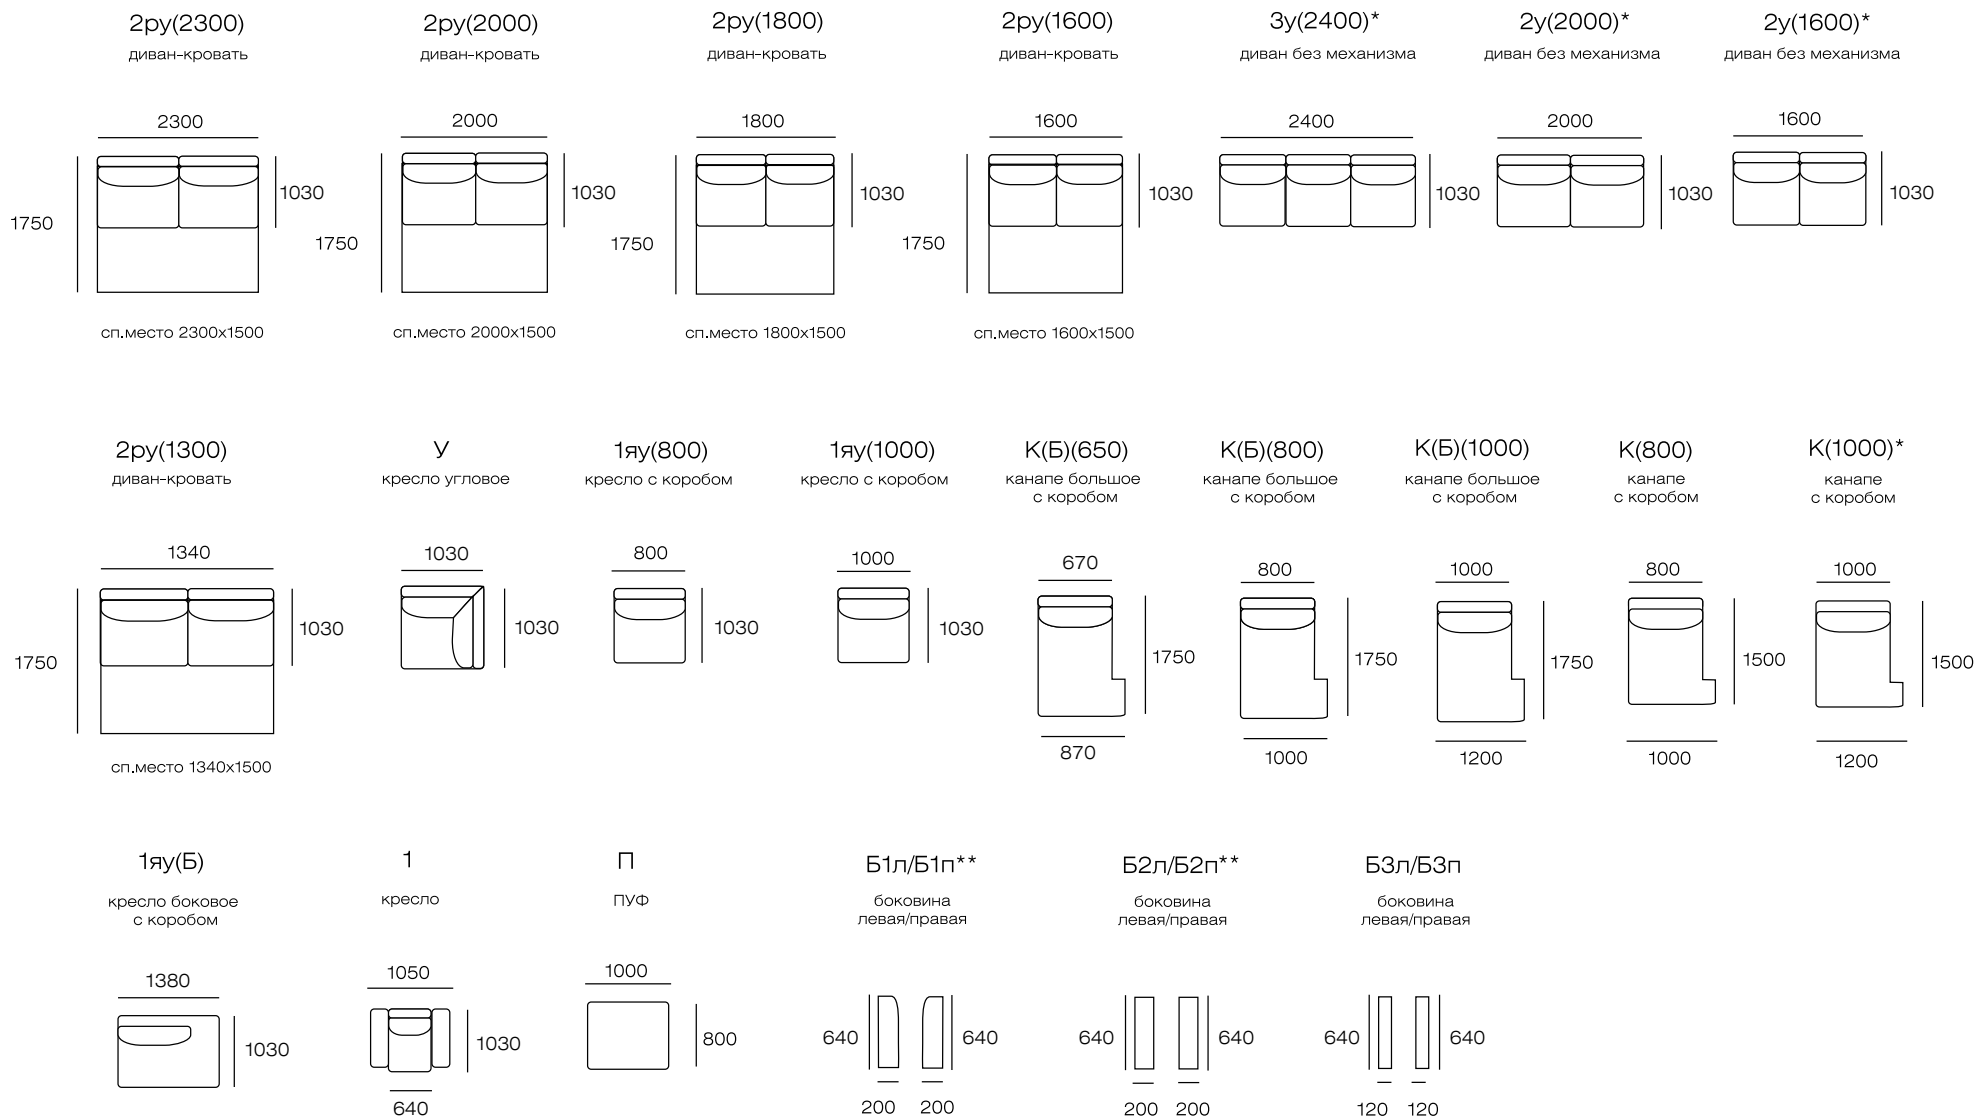 2ру(2300)
диван-кровать
2300
1030
1750
сп.место 2300х1500
2ру(2000)
диван-кровать
2000
1030
1750
сп.место 2000х1500
2ру(1800)
диван-кровать
1800
1030
1750
сп.место 1800х1500
2ру(1600)
диван-кровать
1600
1030
1750
сп.место 1600х1500
3у(2400)*
диван без механизма
2400
1030
2у(2000)*
диван без механизма
2000
1030
2у(1600)*
диван без механизма
1600
1030
2ру(1300)
диван-кровать
1340
1030
1750
сп.место 1340х1500
У
кресло угловое
1030
1030
1яу(800)
кресло с коробом
800
1030
1яу(1000)
кресло с коробом
1000
1030
К(Б)(650)
канапе большое
с коробом
670
1750
870
К(Б)(800)
канапе большое
с коробом
800
1750
1000
К(Б)(1000)
канапе большое
с коробом
1000
1750
1200
К(800)
канапе
с коробом
800
1500
1000
К(1000)*
канапе
с коробом
1000
1500
1200
1яу(Б)
кресло боковое
с коробом
1380
1030
1
кресло
1050
1030
640
П
ПУФ
1000
800
Б1л/Б1п**
боковина
левая/правая
640
640
200
200
Б2л/Б2п**
боковина
левая/правая
640
640
200
200
Б3л/Б3п
боковина
левая/правая
640
640
120
120